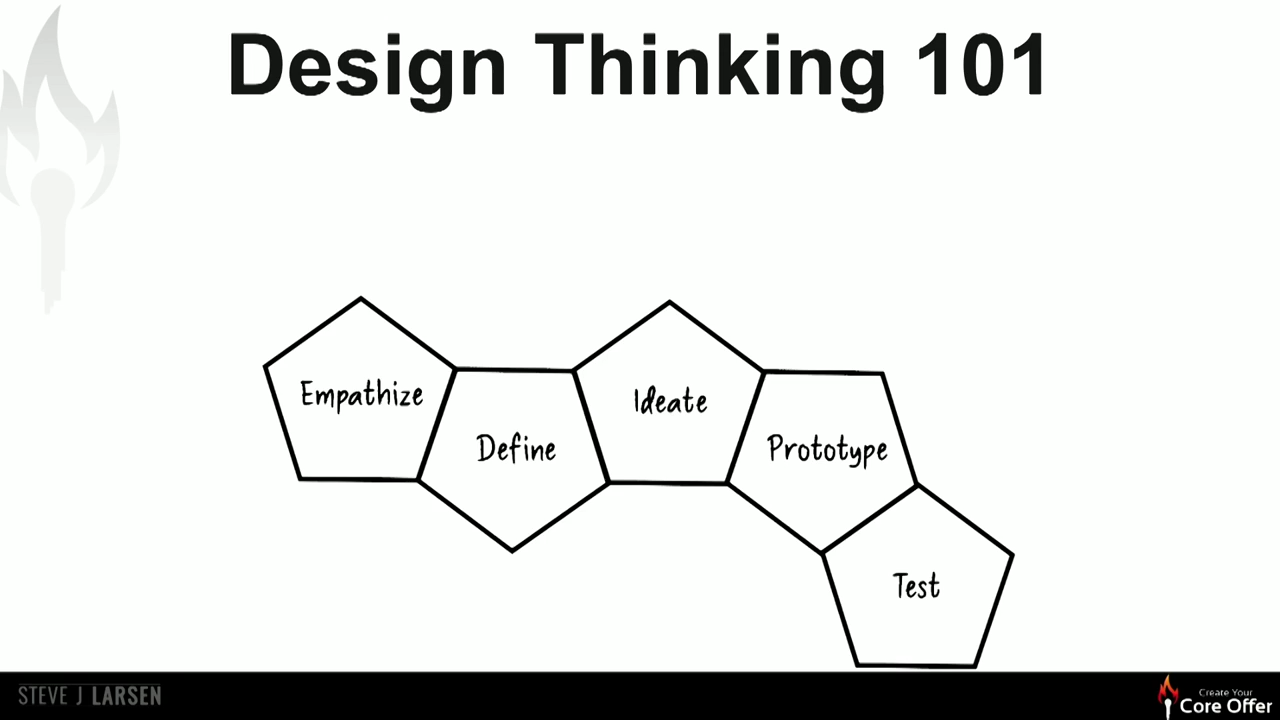 Design Thinking 101
Empathize
Define
Ideate
Prototype
Test
STEVE J LARSEN
Create Your
Core Offer